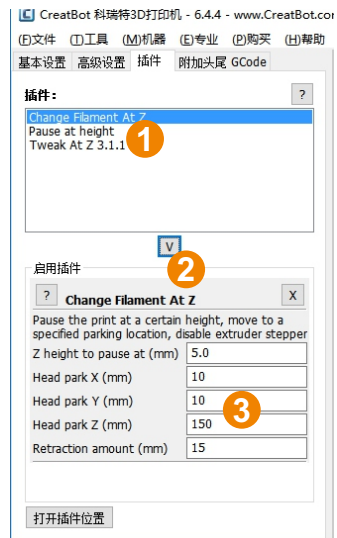 CreatBot 科瑞特3D打印机 - 6.4.4 - www.CreatBot.com
(F)文件 (T)工具 (M)机器 (E)专业 (P)购买 (H)帮助
基本设置 高级设置 插件 附加头尾 GCode
插件:
?
Change Filament At Z
Pause at height
Tweak At Z 3.1.1
1
V
2
启用插件
?
Change Filament At Z
X
Pause the print at a certain height, move to a
specified parking location, disable extruder stepper
Z height to pause at (mm) 5.0
Head park X (mm) 10
Head park Y (mm) 10
3
Head park Z (mm) 150
Retraction amount (mm) 15
打开插件位置